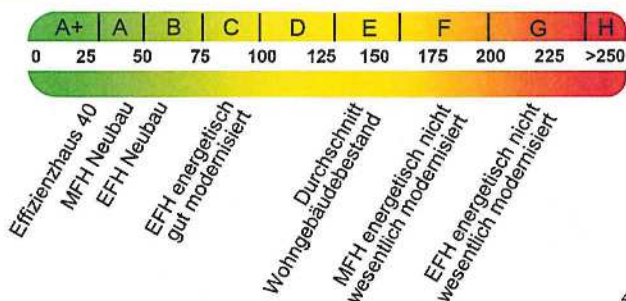 A+ A B C D E F G H
0 25 50 75 100 125 150 175 200 225 >250
Effizienzhaus 40
MFH Neubau
EFH Neubau
EFH energetisch
gut modernisiert
Durchschnitt
Wohngebäudebestand
MFH energetisch nicht
wesentlich modernisiert
EFH energetisch nicht
wesentlich modernisiert